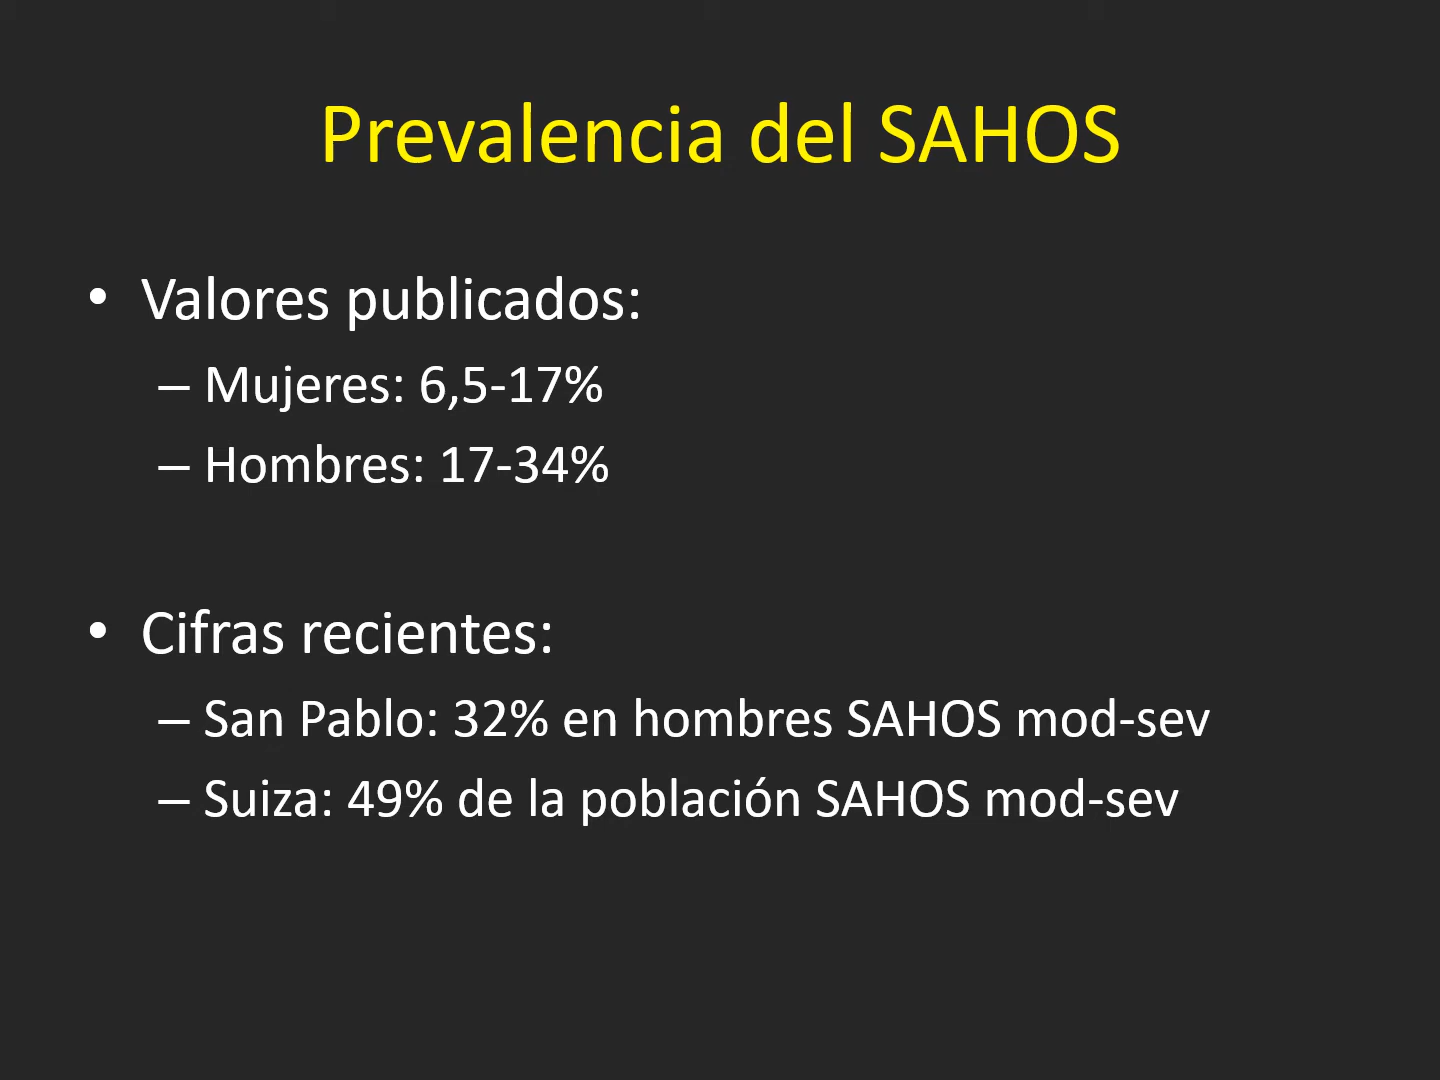 Prevalencia del SAHOS
• Valores publicados:
– Mujeres: 6,5-17%
– Hombres: 17-34%
• Cifras recientes:
– San Pablo: 32% en hombres SAHOS mod-sev
– Suiza: 49% de la población SAHOS mod-sev